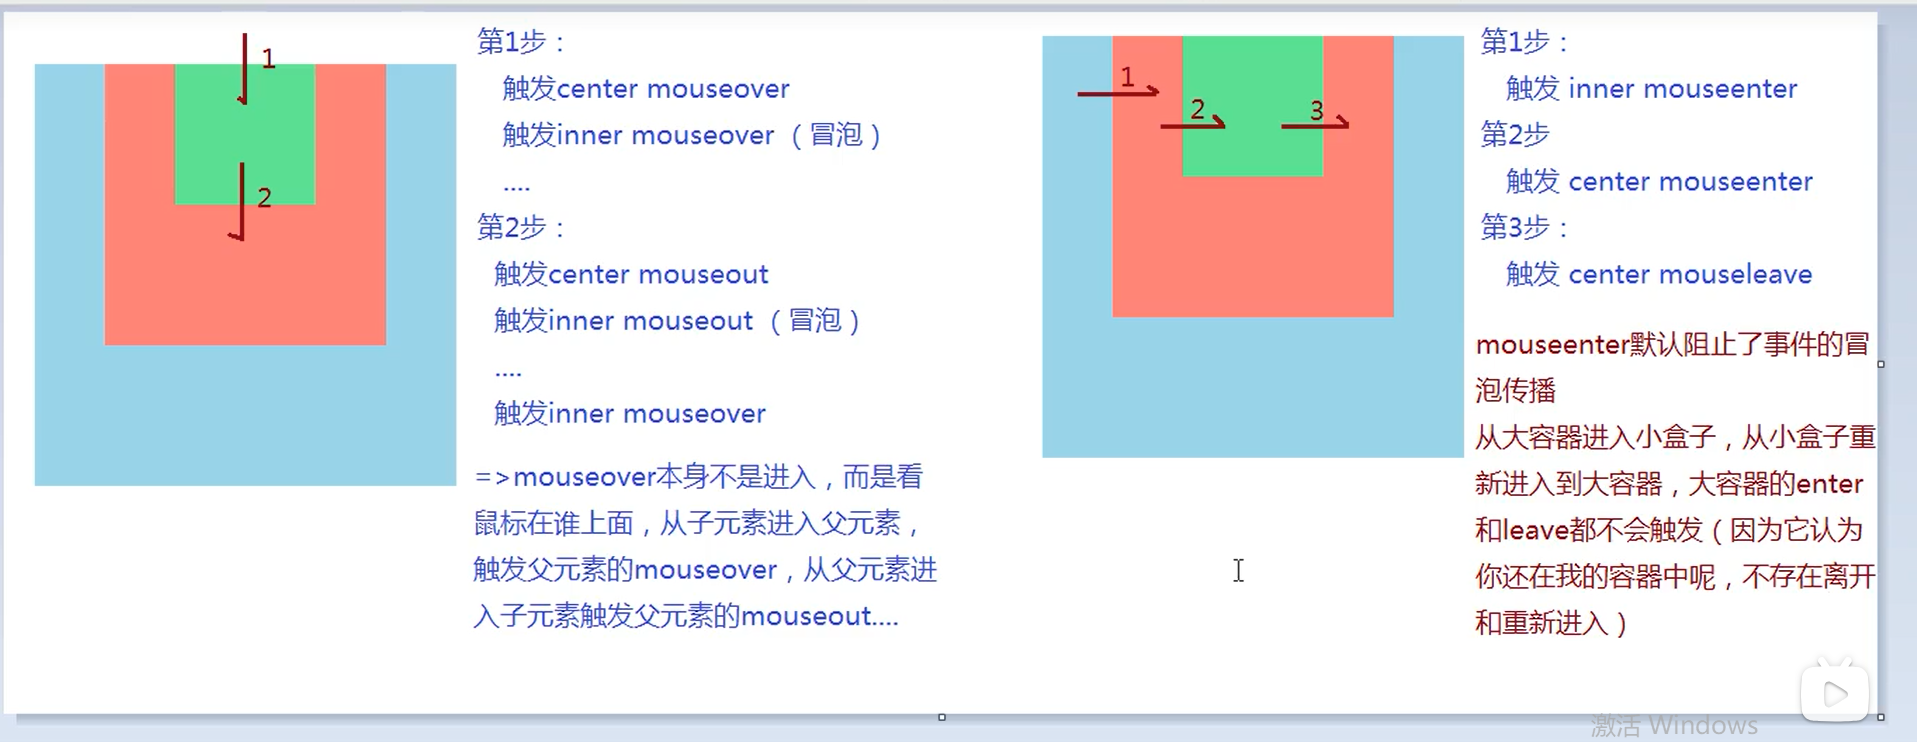 1
2
第1步：
触发center mouseover
触发inner mouseover （冒泡）
....
第2步：
触发center mouseout
触发inner mouseout （冒泡）
....
触发inner mouseover
=>mouseover本身不是进入，而是看
鼠标在谁上面，从子元素进入父元素，
触发父元素的mouseover，从父元素进
入子元素触发父元素的mouseout....
1
2
3
第1步：
触发 inner mouseenter
第2步
触发 center mouseenter
第3步：
触发 center mouseleave
mouseenter默认阻止了事件的冒
泡传播
从大容器进入小盒子，从小盒子重
新进入到大容器，大容器的enter
和leave都不会触发（因为它认为
你还在我的容器中呢，不存在离开
和重新进入）
激活 Windows